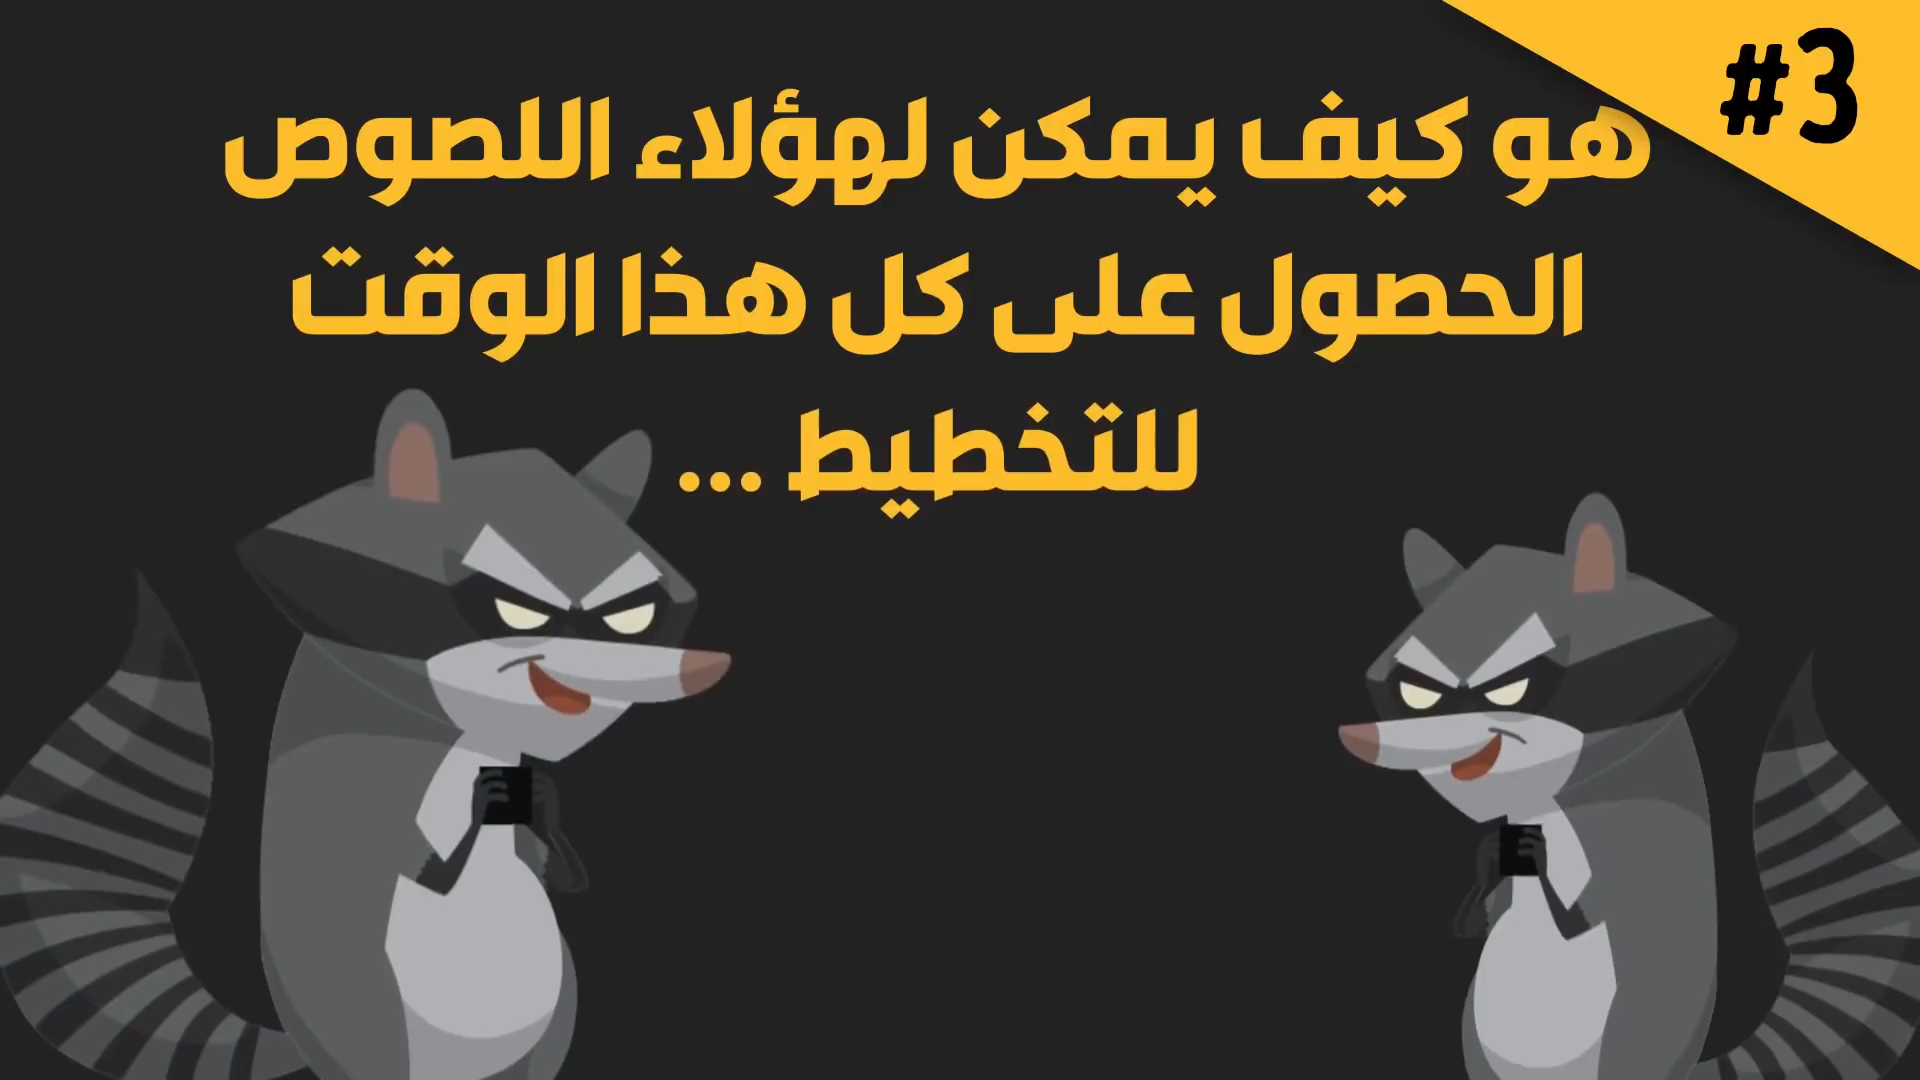 #3
هو كيف يمكن لهؤلاء اللصوص
الحصول على كل هذا الوقت
للتخطيط ...